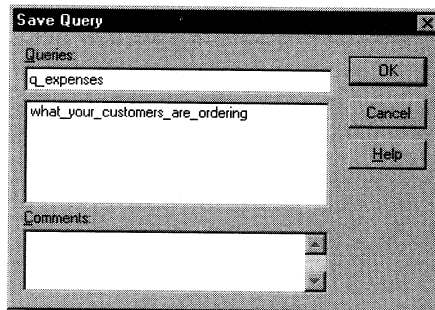 Save Query
Queries:
q_expenses
OK
what_your_customers_are_ordering
Cancel
Help
Comments: